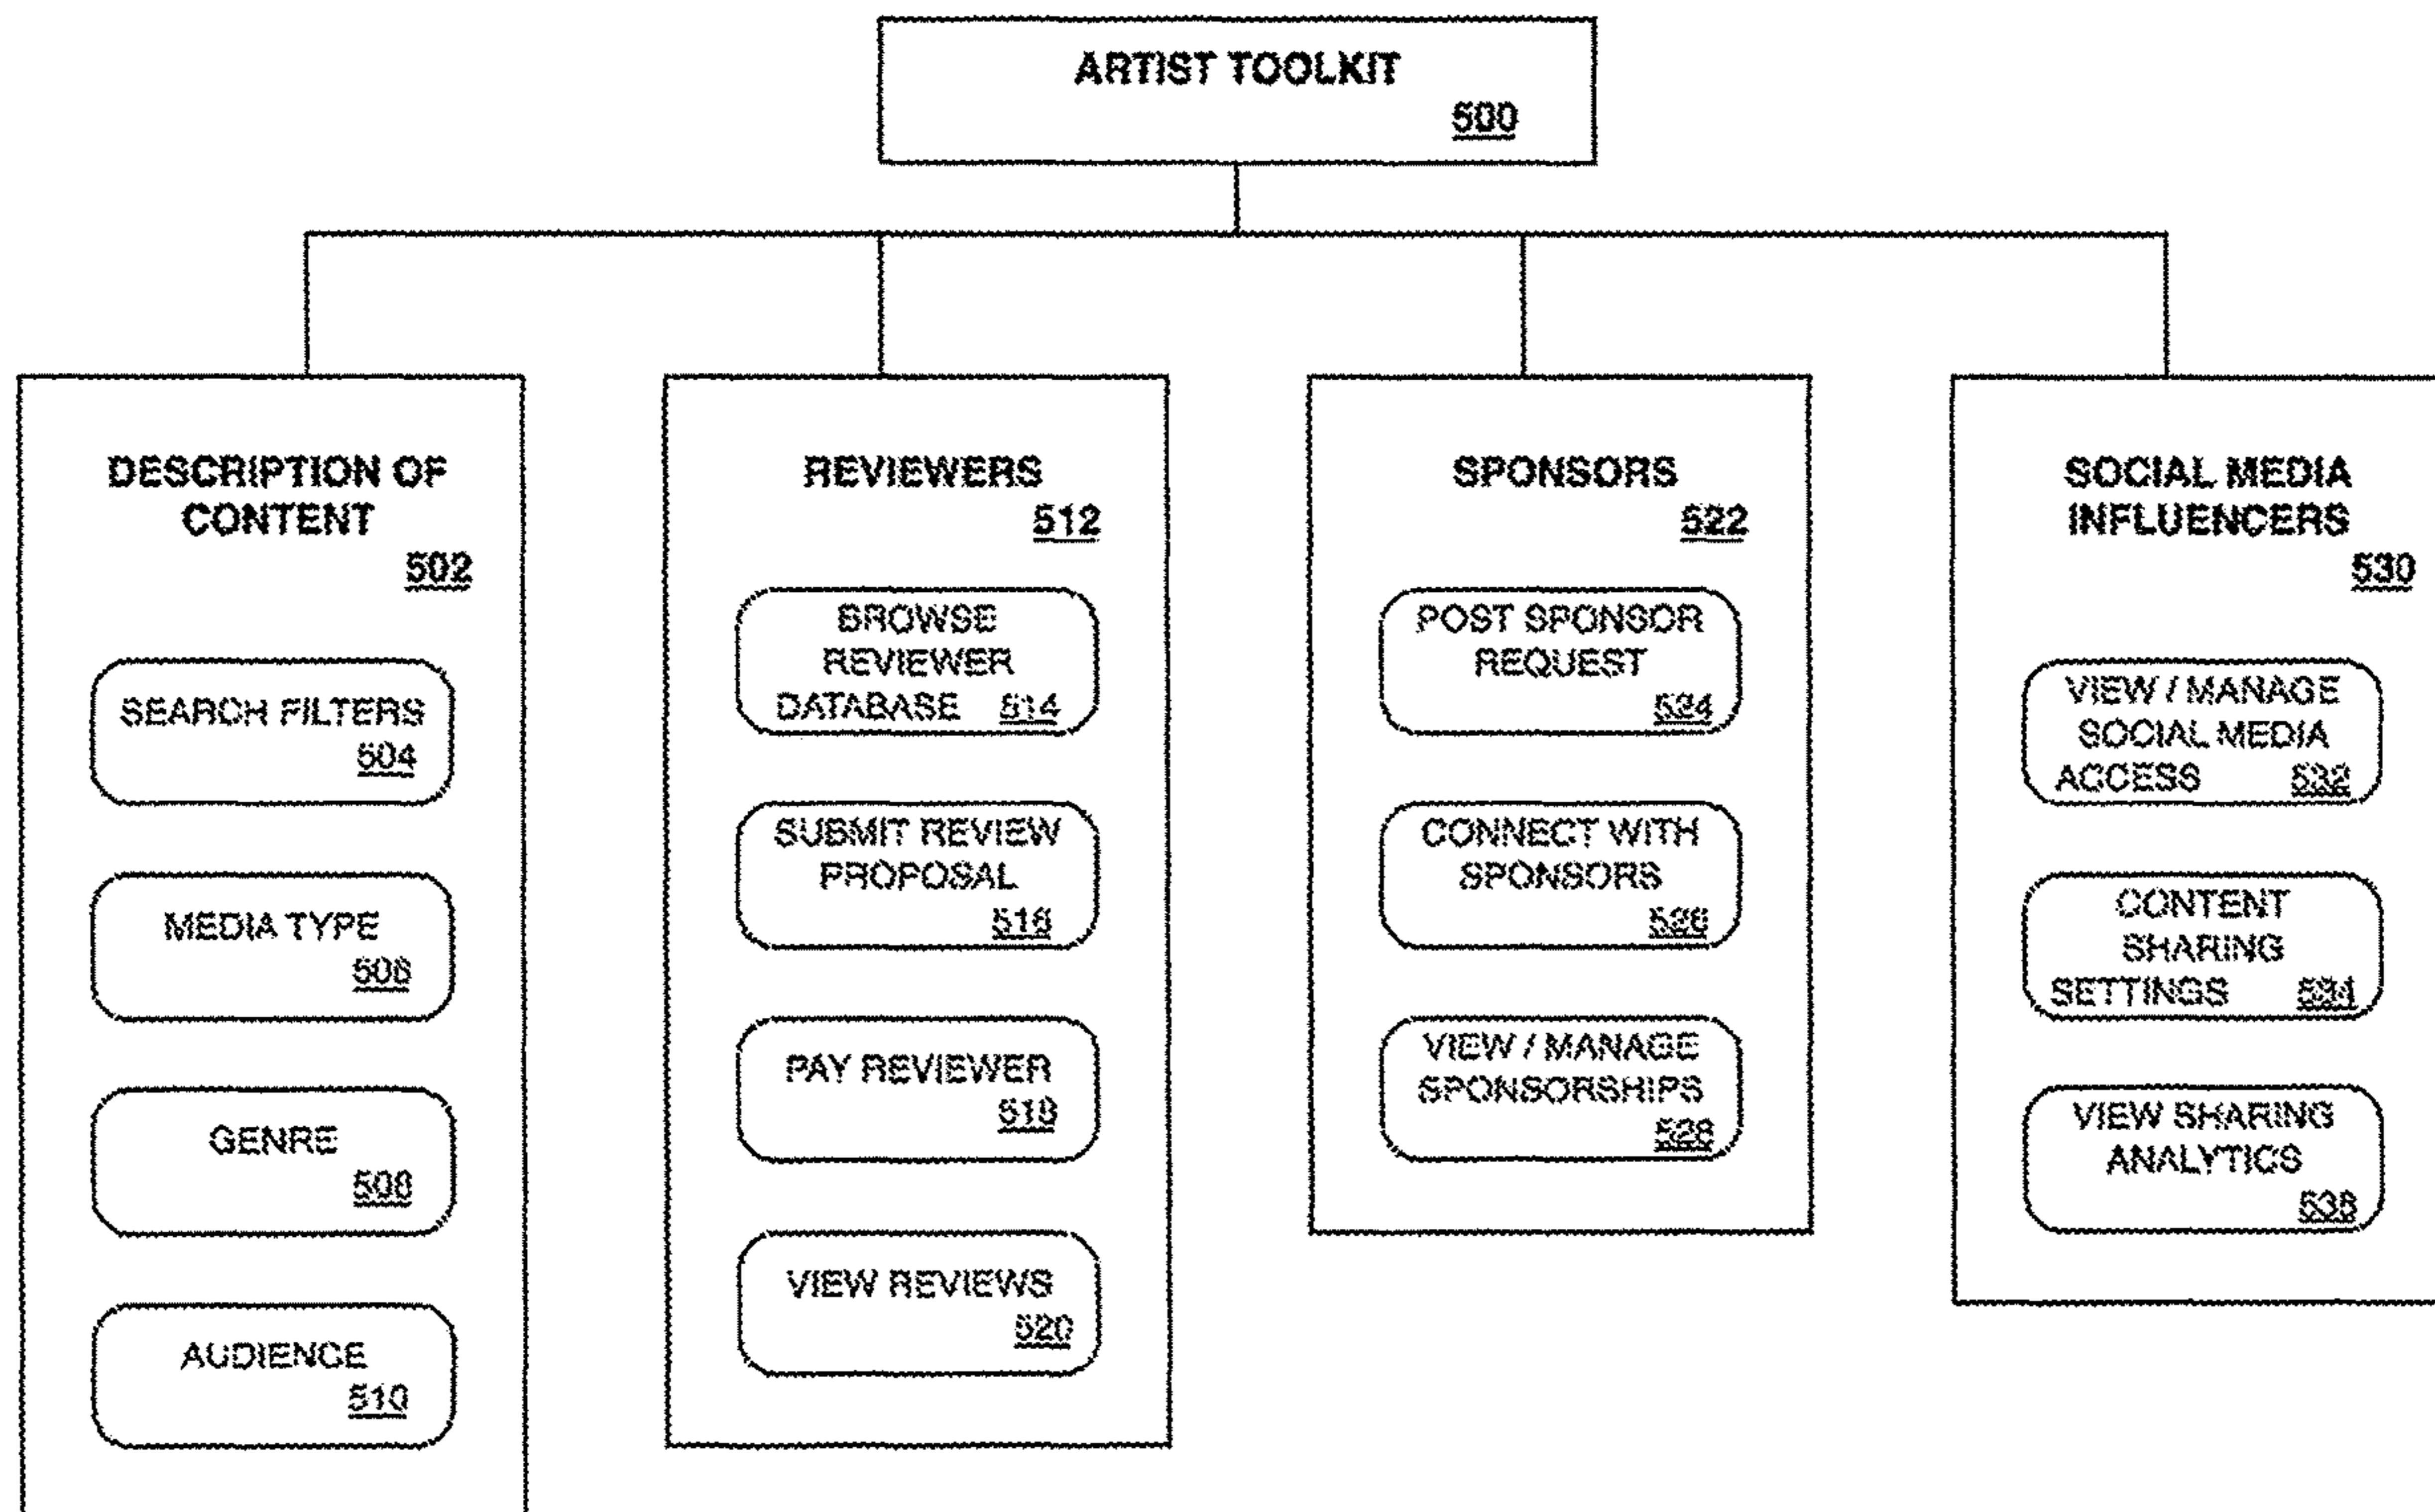 ARTIST TOOLKIT
500
DESCRIPTION OF
CONTENT
502
SEARCH FILTERS
504
MEDIA TYPE
506
GENRE
508
AUDIENCE
510
REVIEWERS
512
BROWSE
REVIEWER
DATABASE 514
SUBMIT REVIEW
PROPOSAL
516
PAY REVIEWER
518
VIEW REVIEWS
520
SPONSORS
522
POST SPONSOR
REQUEST
524
CONNECT WITH
SPONSORS
526
VIEW / MANAGE
SPONSORSHIPS
528
SOCIAL MEDIA
INFLUENCERS
530
VIEW / MANAGE
SOCIAL MEDIA
ACCESS 532
CONTENT
SHARING
SETTINGS 534
VIEW SHARING
ANALYTICS
536